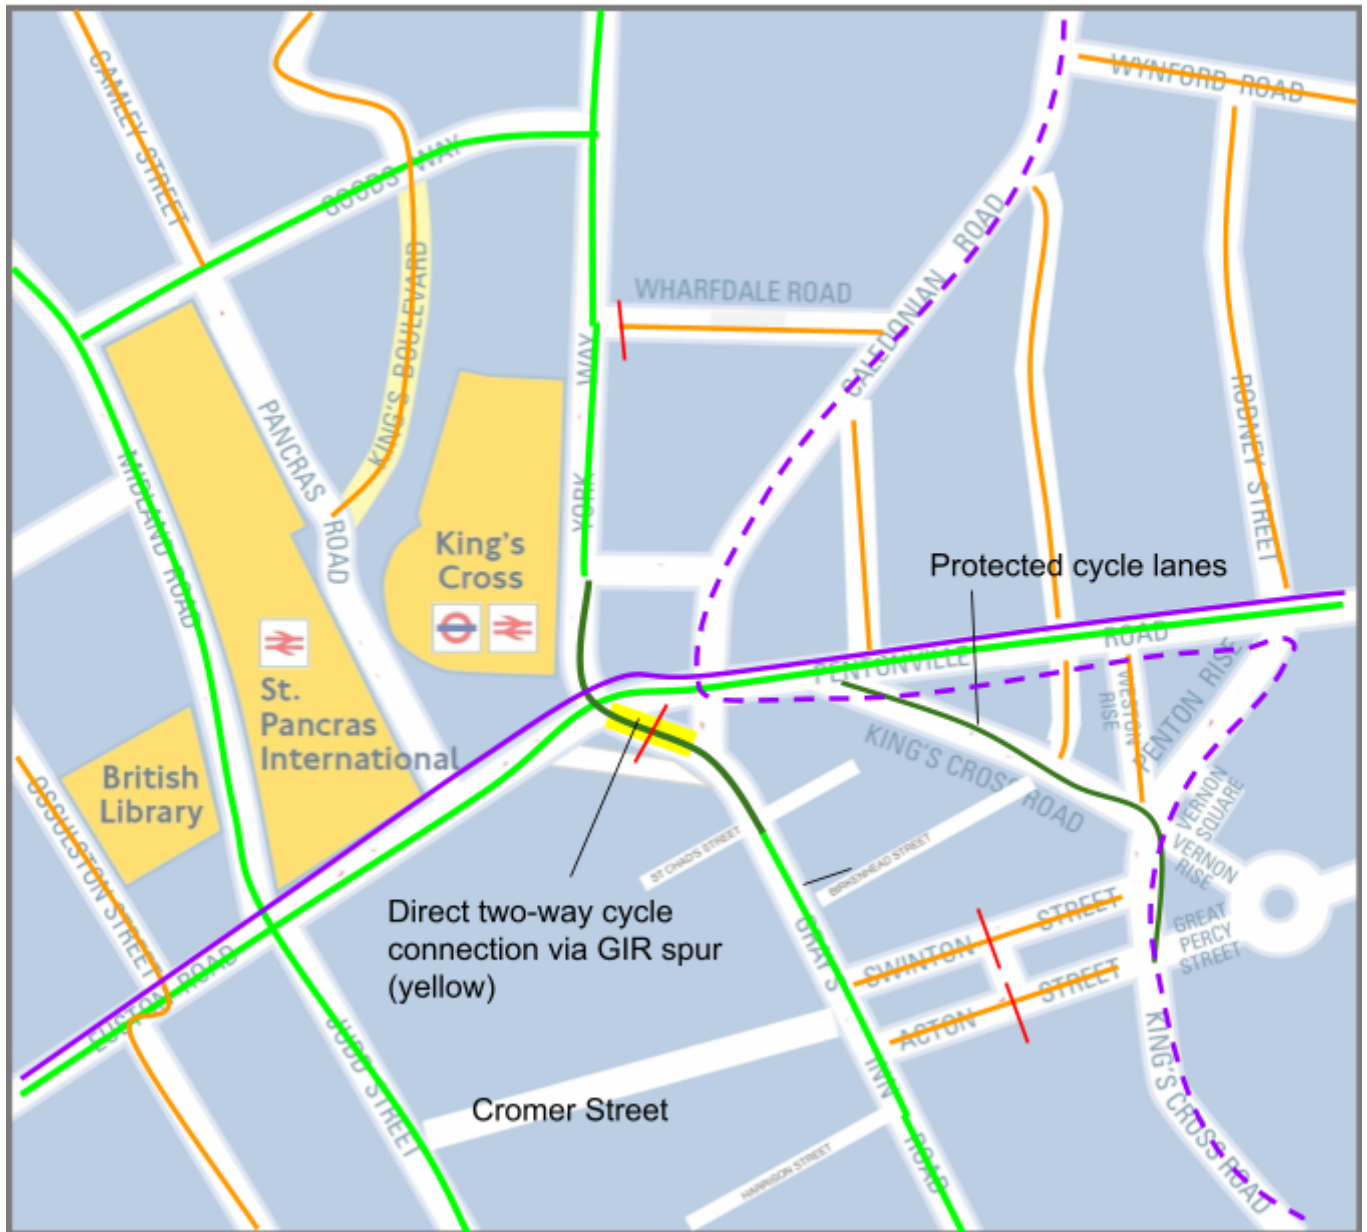 CAMLEY STREET
GOODS WAY
WYNFORD ROAD
KING'S BOULEVARD
WHARFDALE ROAD
CALEDONIAN ROAD
YORK WAY
PANCRAS ROAD
MIDLAND ROAD
RODNEY STREET
King's
Cross
Protected cycle lanes
St.
Pancras
International
British
Library
PENTONVILLE ROAD
WESTON RISE
PENTON RISE
KING'S CROSS ROAD
VERNON SQUARE
VERNON RISE
GREAT
PERCY
STREET
OSSULSTON STREET
ST CHAD'S STREET
BIRKENHEAD STREET
Direct two-way cycle
connection via GIR spur
(yellow)
GRAY'S INN ROAD
SWINTON STREET
ACTON STREET
EUSTON ROAD
JUDD STREET
Cromer Street
HARRISON STREET
KING'S CROSS ROAD